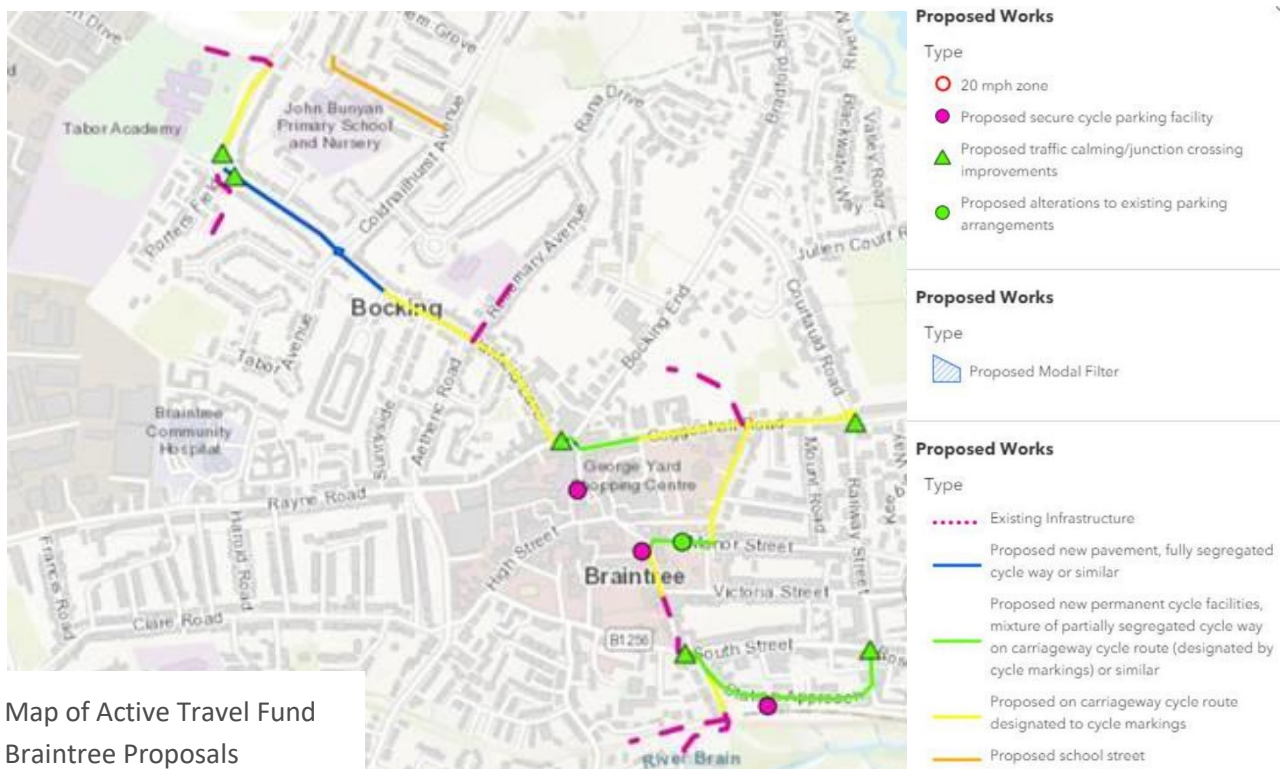 Tabor Academy
John Bunyan
Primary School
and Nursery
Coldnailhurst Avenue
Rana Drive
Bradford Street
River
Blackwater Way
Valley Road
Julien Court R
Courtauld Road
Bocking
Tabor Avenue
Bocking End
Aetheric Road
Sunnyside
Braintree
Community
Hospital
Coggeshall Road
George Yard
Shopping Centre
Mount Road
Railway Street
Rayne Road
High Street
Manor Street
Braintree
Victoria Street
Francis Road
Clare Road
B1256
South Street
Station Approach
River Brain
Map of Active Travel Fund
Braintree Proposals
Proposed Works
Type
20 mph zone
Proposed secure cycle parking facility
Proposed traffic calming/junction crossing
improvements
Proposed alterations to existing parking
arrangements
Proposed Works
Type
Proposed Modal Filter
Proposed Works
Type
Existing Infrastructure
Proposed new pavement, fully segregated
cycle way or similar
Proposed new permanent cycle facilities,
mixture of partially segregated cycle way
on carriageway cycle route (designated by
cycle markings) or similar
Proposed on carriageway cycle route
designated to cycle markings
Proposed school street